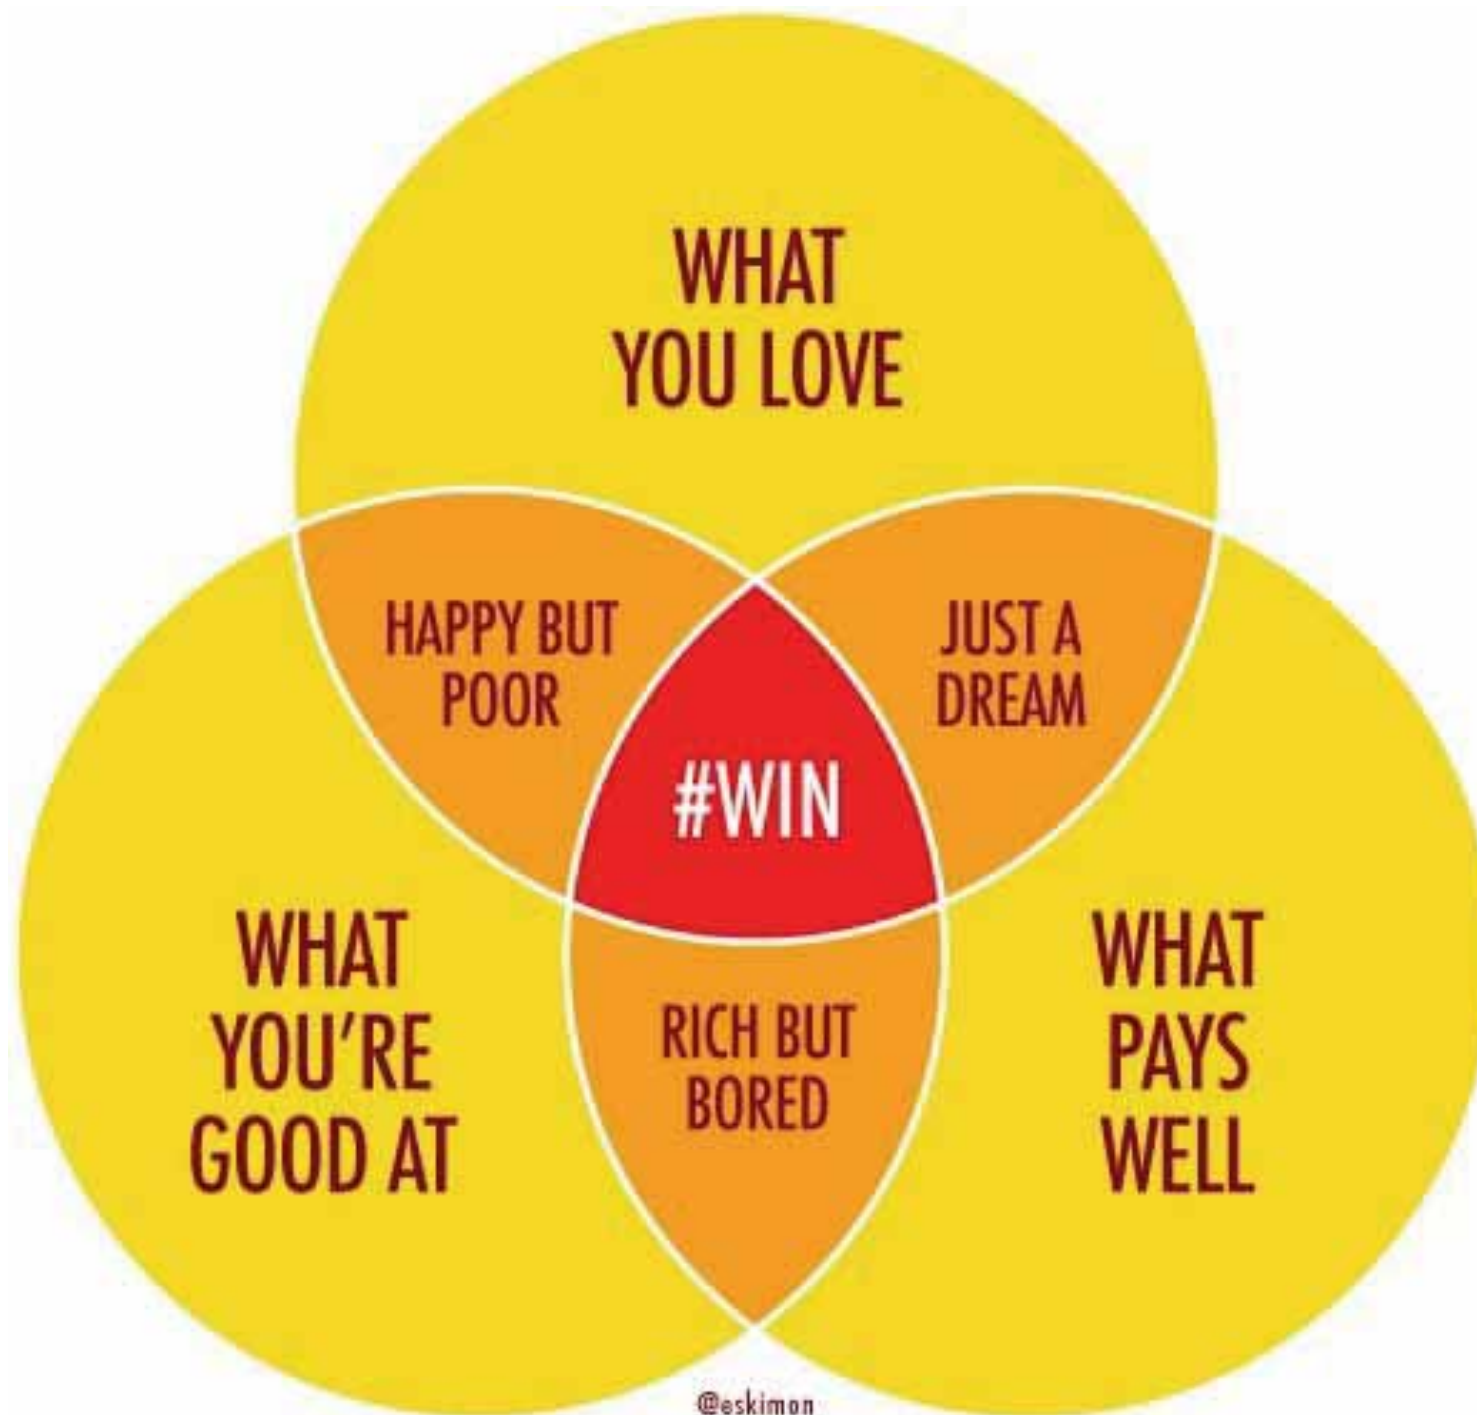 WHAT
YOU LOVE
HAPPY BUT
POOR
JUST A
DREAM
#WIN
WHAT
YOU'RE
GOOD AT
RICH BUT
BORED
WHAT
PAYS
WELL
@eskimon